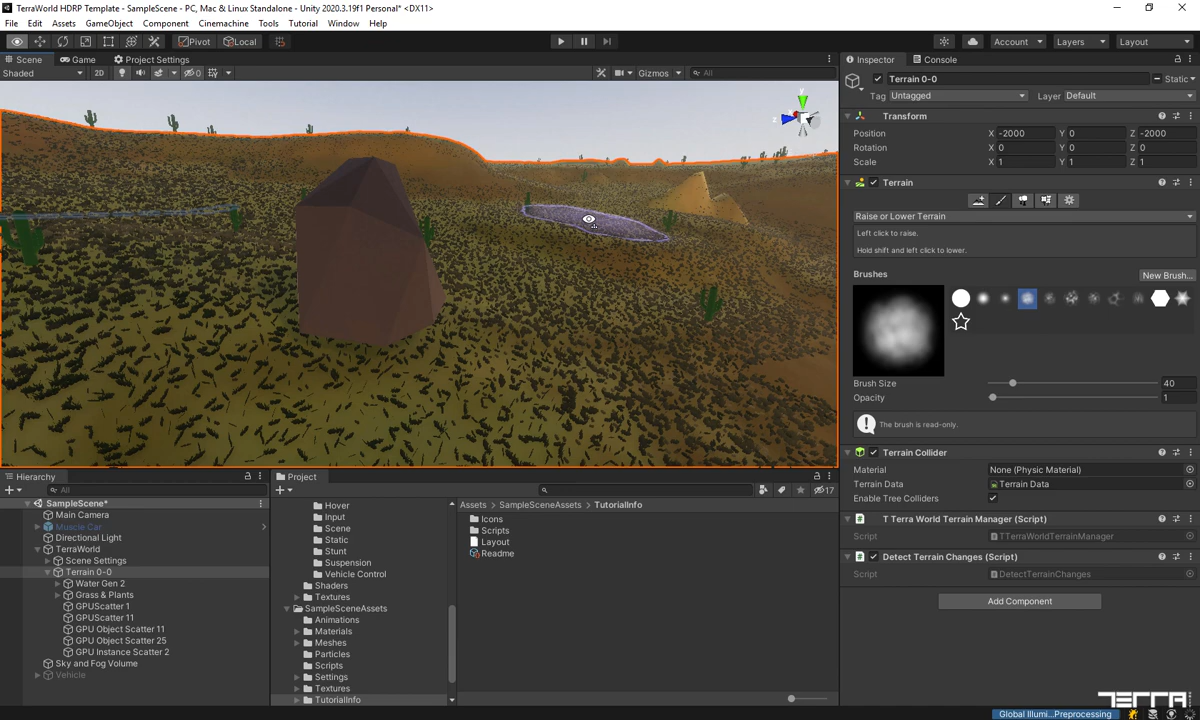 TerraWorld HDRP Template - SampleScene - PC, Mac & Linux Standalone - Unity 2020.3.19f1 Personal* <DX11>
File Edit Assets GameObject Component Cinemachine Tools Tutorial Window Help
Pivot Local Account Layers Layout
Scene Game Project Settings
Shaded 2D 0 Gizmos All
y
x
z
Inspector Console
Terrain 0-0 Static
Tag Untagged Layer Default
Transform
Position X -2000 Y 0 Z -2000
Rotation X 0 Y 0 Z 0
Scale X 1 Y 1 Z 1
Terrain
Raise or Lower Terrain
Left click to raise.
Hold shift and left click to lower.
Brushes New Brush...
Brush Size 40
Opacity 1
The brush is read-only.
Terrain Collider
Material None (Physic Material)
Terrain Data Terrain Data
Enable Tree Colliders
T Terra World Terrain Manager (Script)
Script TTerraWorldTerrainManager
Detect Terrain Changes (Script)
Script DetectTerrainChanges
Add Component
Hierarchy
All
SampleScene*
Main Camera
Muscle Car
Directional Light
TerraWorld
Scene Settings
Terrain 0-0
Water Gen 2
Grass & Plants
GPUScatter 1
GPUScatter 11
GPU Object Scatter 11
GPU Object Scatter 25
GPU Instance Scatter 2
Sky and Fog Volume
Vehicle
Project
17
Hover
Input
Scene
Static
Stunt
Suspension
Vehicle Control
Shaders
Textures
SampleSceneAssets
Animations
Materials
Meshes
Particles
Scripts
Settings
Textures
TutorialInfo
Assets > SampleSceneAssets > TutorialInfo
Icons
Scripts
Layout
Readme
TERRA
Global Illumi...Preprocessing